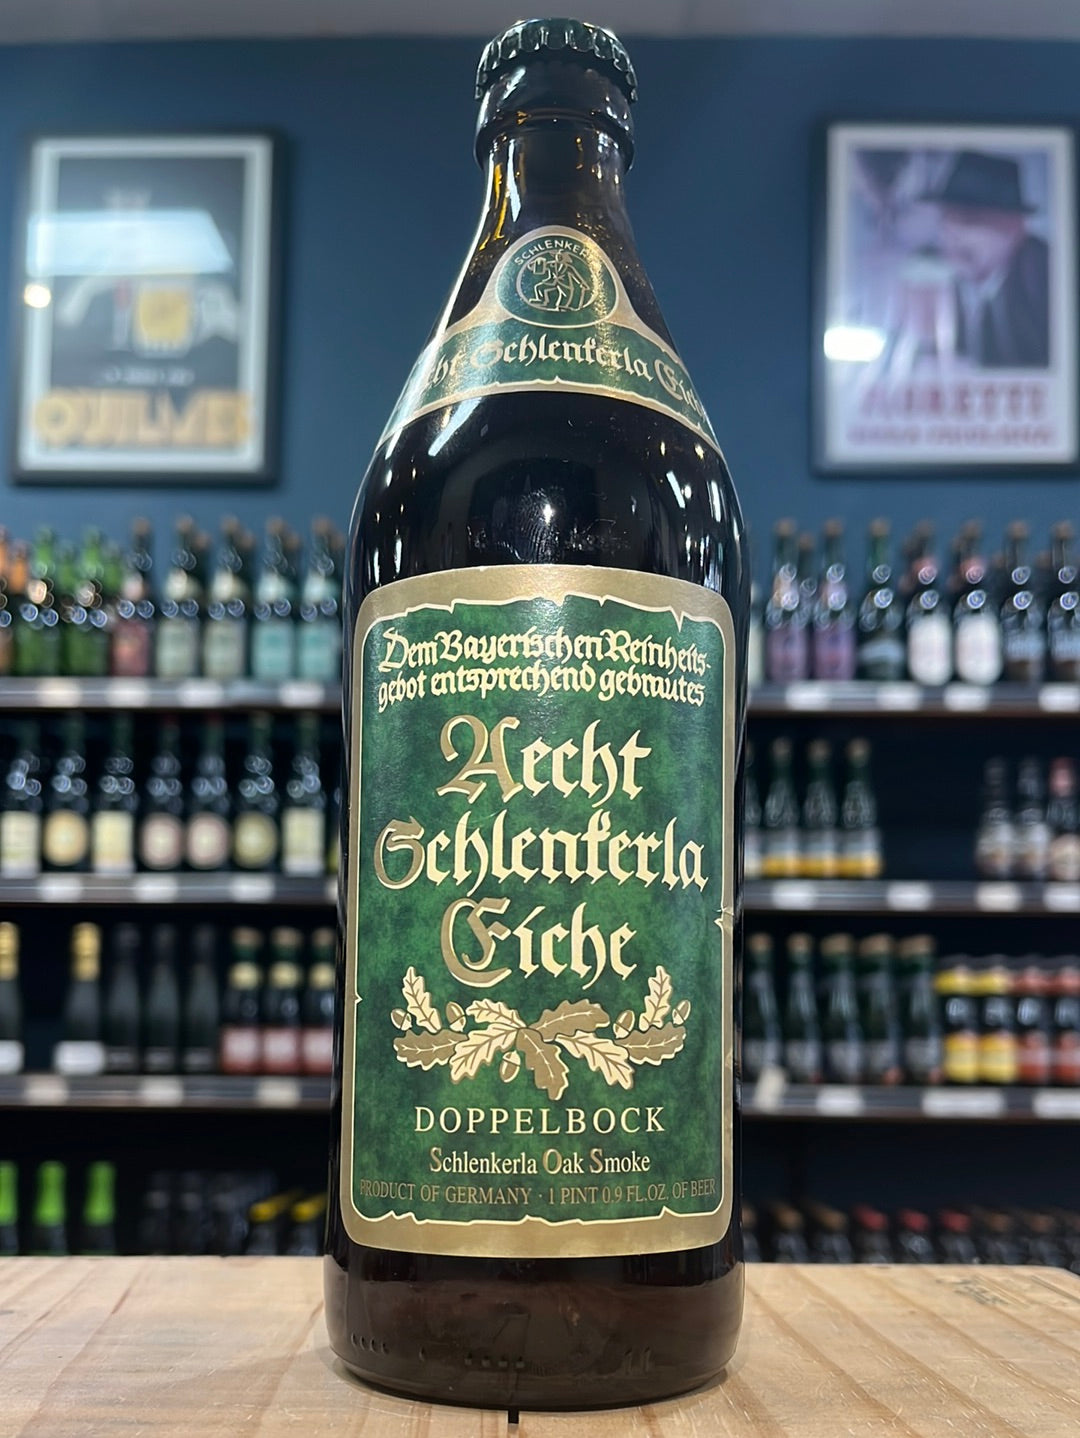 SCHLENKERLA
Aecht Schlenkerla Eiche
Dem Bayerischen Reinheits-
gebot entsprechend gebrautes
Aecht
Schlenkerla
Eiche
DOPPELBOCK
Schlenkerla Oak Smoke
PRODUCT OF GERMANY · 1 PINT 0.9 FL.OZ. OF BEER
QUILMES